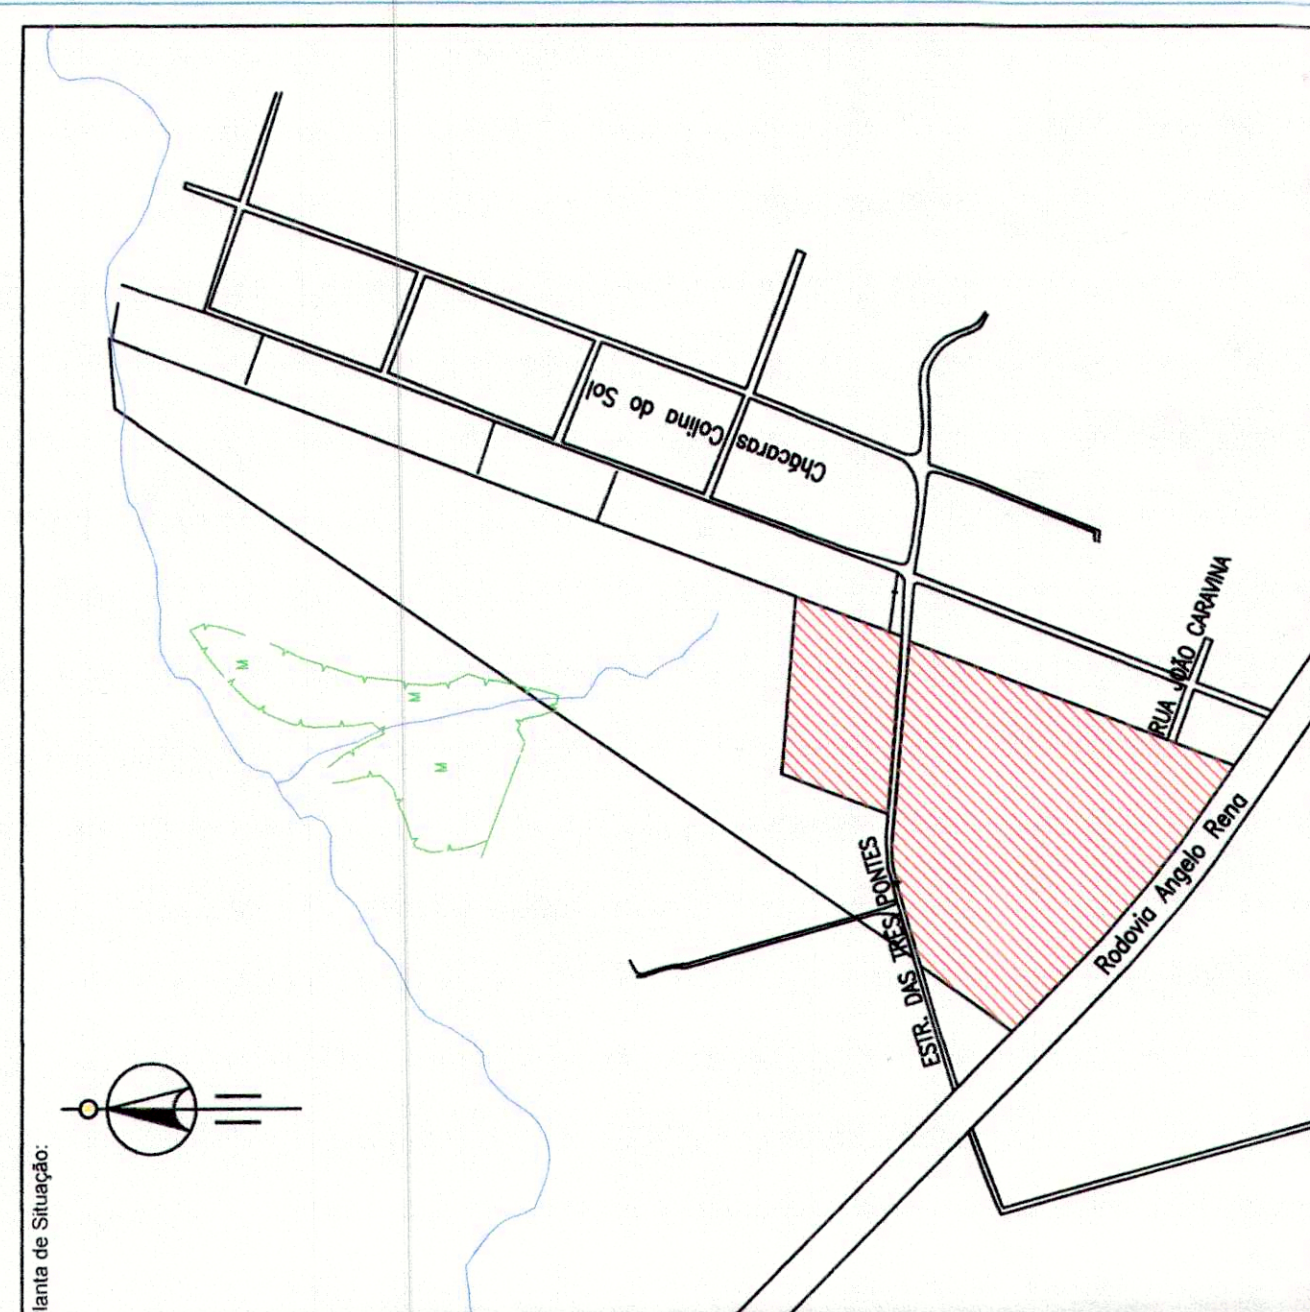 lanta de Situação:
Chácaras Colina do Sol
RUA JOÃO CARAVINA
ESTR. DAS TRÊS PONTES
Rodovia Angelo Rena
M
M
M